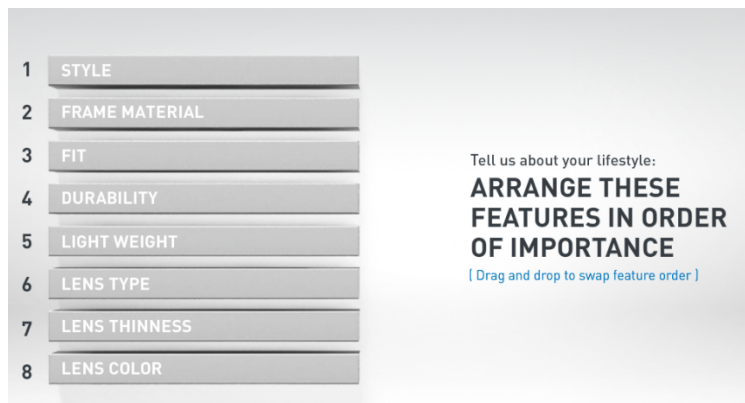 1 STYLE
2 FRAME MATERIAL
3 FIT
4 DURABILITY
5 LIGHT WEIGHT
6 LENS TYPE
7 LENS THINNESS
8 LENS COLOR
Tell us about your lifestyle:
ARRANGE THESE
FEATURES IN ORDER
OF IMPORTANCE
[ Drag and drop to swap feature order ]